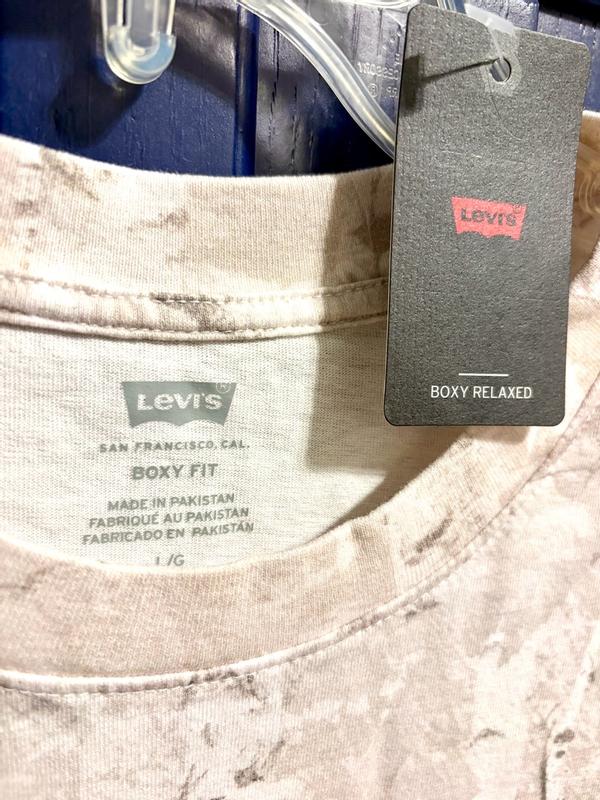 Levi's
BOXY RELAXED
Levi's ®
SAN FRANCISCO, CAL.
BOXY FIT
MADE IN PAKISTAN
FABRIQUÉ AU PAKISTAN
FABRICADO EN PAKISTÁN
L/G